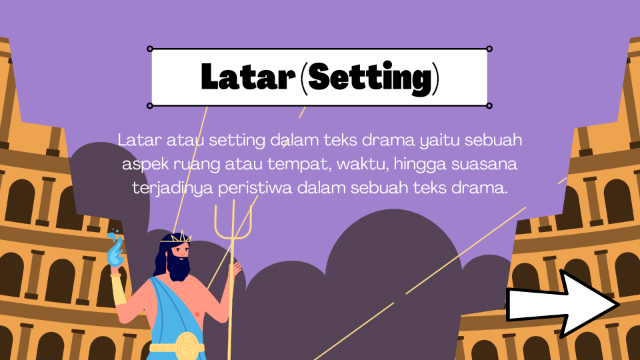 Latar (Setting)
Latar atau setting dalam teks drama yaitu sebuah
aspek ruang atau tempat, waktu, hingga suasana
terjadinya peristiwa dalam sebuah teks drama.